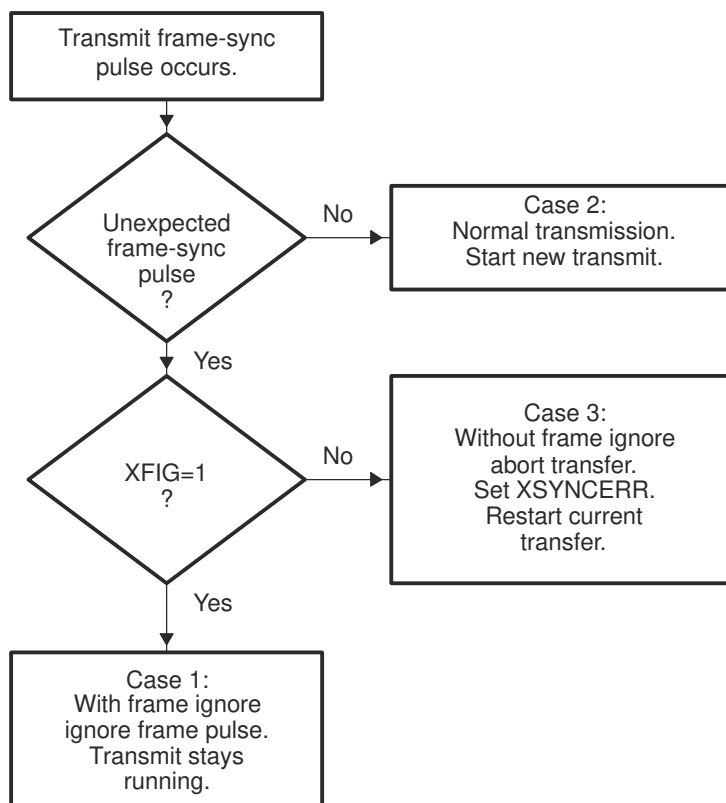 Transmit frame-sync
pulse occurs.
Unexpected
frame-sync
pulse
?
No
Case 2:
Normal transmission.
Start new transmit.
Yes
XFIG=1
?
No
Case 3:
Without frame ignore
abort transfer.
Set XSYNCERR.
Restart current
transfer.
Yes
Case 1:
With frame ignore
ignore frame pulse.
Transmit stays
running.